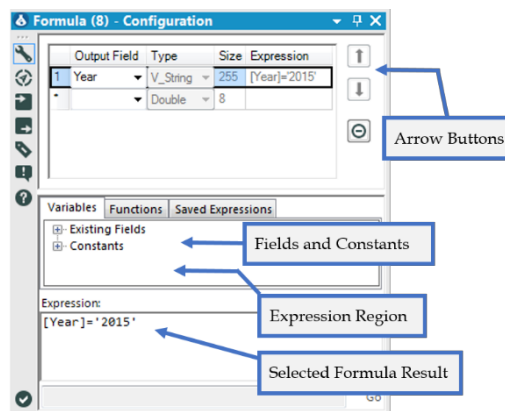 Formula (8) - Configuration
Output Field Type Size Expression
1 Year V_String 255 [Year]='2015'
* Double 8
Arrow Buttons
Variables Functions Saved Expressions
Existing Fields
Constants
Fields and Constants
Expression Region
Expression:
[Year]='2015'
Selected Formula Result
Go